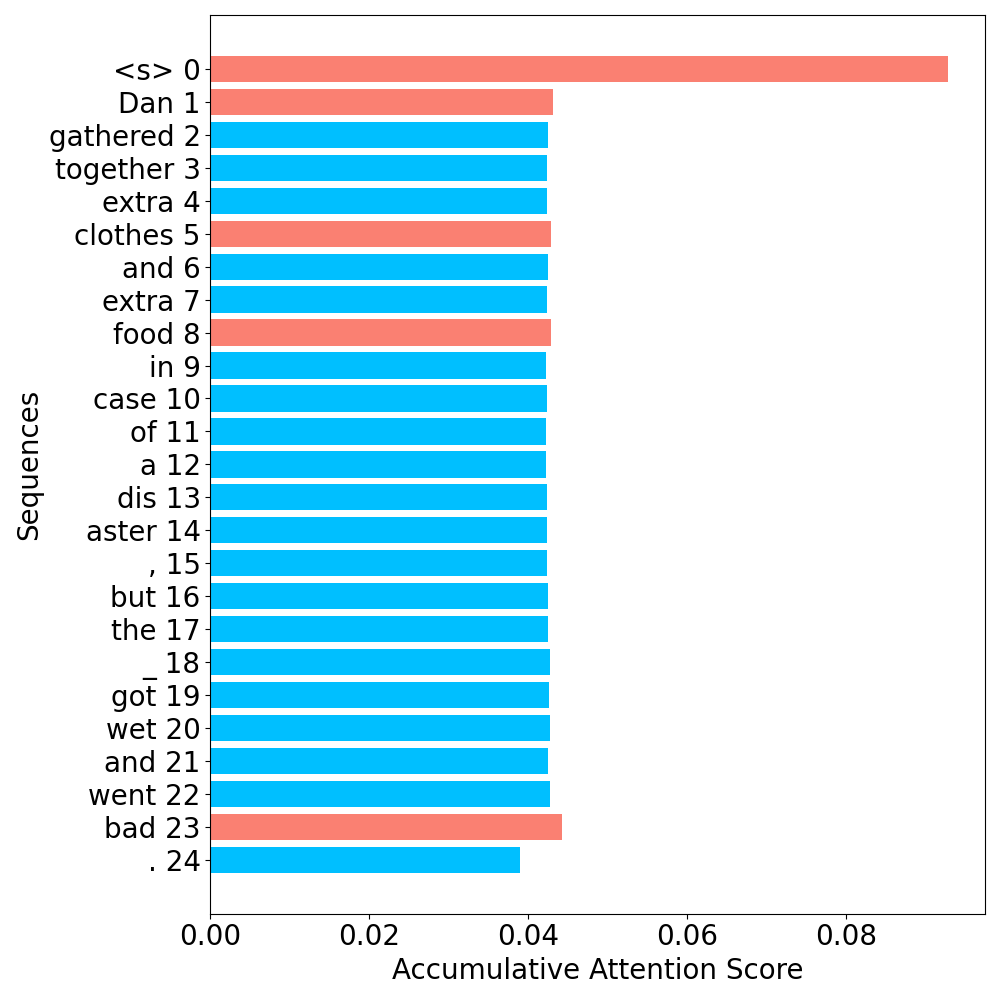 <s> 0
Dan 1
gathered 2
together 3
extra 4
clothes 5
and 6
extra 7
food 8
in 9
case 10
of 11
a 12
dis 13
aster 14
, 15
but 16
the 17
_ 18
got 19
wet 20
and 21
went 22
bad 23
. 24
Sequences
0.00 0.02 0.04 0.06 0.08
Accumulative Attention Score